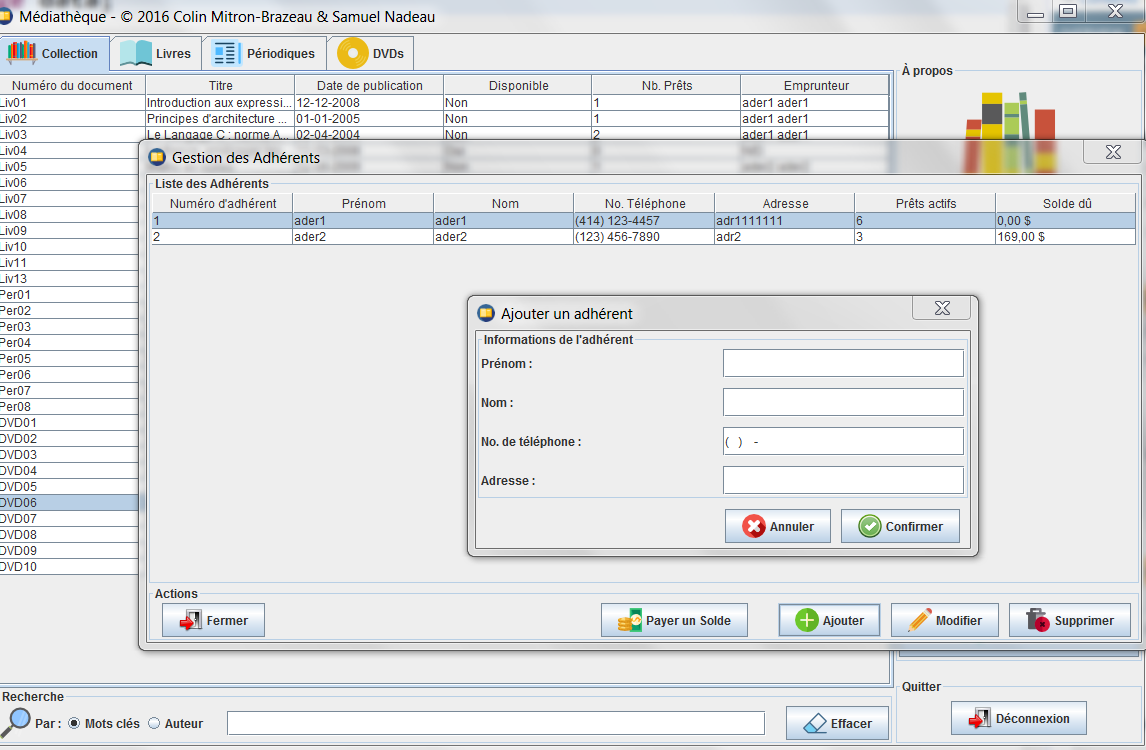 Médiathèque - © 2016 Colin Mitron-Brazeau & Samuel Nadeau
Collection Livres Périodiques DVDs
À propos
Numéro du document Titre Date de publication Disponible Nb. Prêts Emprunteur
Liv01 Introduction aux expressi... 12-12-2008 Non 1 ader1 ader1
Liv02 Principes d'architecture ... 01-01-2005 Non 1 ader1 ader1
Liv03 Le Langage C : norme A... 02-04-2004 Non 2 ader1 ader1
Liv04
Liv05
Liv06
Liv07
Liv08
Liv09
Liv10
Liv11
Liv13
Per01
Per02
Per03
Per04
Per05
Per06
Per07
Per08
DVD01
DVD02
DVD03
DVD04
DVD05
DVD06
DVD07
DVD08
DVD09
DVD10
Gestion des Adhérents
Liste des Adhérents
Numéro d'adhérent Prénom Nom No. Téléphone Adresse Prêts actifs Solde dû
1 ader1 ader1 (414) 123-4457 adr1111111 6 0,00 $
2 ader2 ader2 (123) 456-7890 adr2 3 169,00 $
Ajouter un adhérent
Informations de l'adhérent
Prénom :
Nom :
No. de téléphone : ( ) -
Adresse :
Annuler Confirmer
Actions
Fermer Payer un Solde Ajouter Modifier Supprimer
Recherche
Par : Mots clés Auteur Effacer
Quitter
Déconnexion